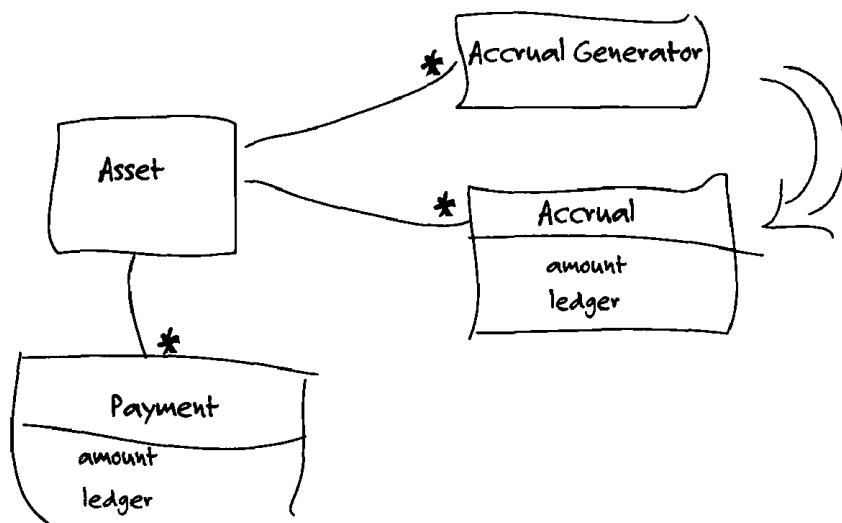 Accrual Generator
*
Asset
*
Accrual
amount
ledger
*
Payment
amount
ledger